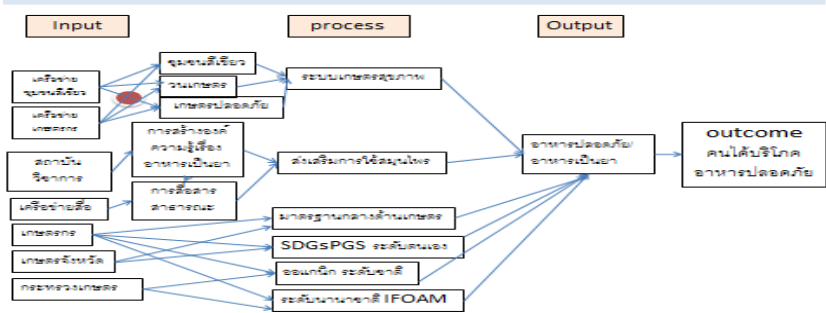 Input
process
Output
ชุมชนสีเขียว
วนเกษตร
เกษตรปลอดภัย
เครือข่าย
ชุมชนสีเขียว
เครือข่าย
เกษตรกร
สถาบัน
วิชาการ
เครือข่ายสื่อ
การสร้างองค์
ความรู้เรื่อง
อาหารเป็นยา
การสื่อสาร
สาธารณะ
เกษตรกร
เกษตรจังหวัด
กระทรวงเกษตร
ระบบเกษตรสุขภาพ
ส่งเสริมการใช้สมุนไพร
มาตรฐานกลางด้านเกษตร
SDGsPGS ระดับตนเอง
ออแกนิก ระดับชาติ
ระดับนานาชาติ IFOAM
อาหารปลอดภัย/
อาหารเป็นยา
outcome
คนได้บริโภค
อาหารปลอดภัย